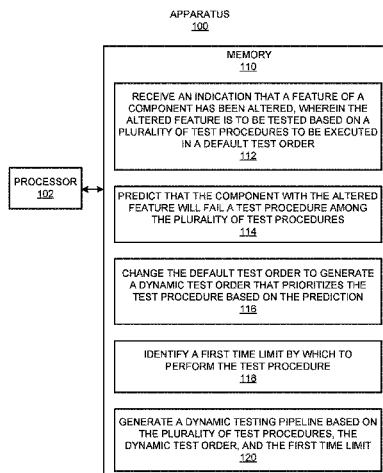 APPARATUS
100
MEMORY
110
RECEIVE AN INDICATION THAT A FEATURE OF A
COMPONENT HAS BEEN ALTERED, WHEREIN THE
ALTERED FEATURE IS TO BE TESTED BASED ON A
PLURALITY OF TEST PROCEDURES TO BE EXECUTED
IN A DEFAULT TEST ORDER
112
PROCESSOR
102
PREDICT THAT THE COMPONENT WITH THE ALTERED
FEATURE WILL FAIL A TEST PROCEDURE AMONG
THE PLURALITY OF TEST PROCEDURES
114
CHANGE THE DEFAULT TEST ORDER TO GENERATE
A DYNAMIC TEST ORDER THAT PRIORITIZES THE
TEST PROCEDURE BASED ON THE PREDICTION
116
IDENTIFY A FIRST TIME LIMIT BY WHICH TO
PERFORM THE TEST PROCEDURE
118
GENERATE A DYNAMIC TESTING PIPELINE BASED ON
THE PLURALITY OF TEST PROCEDURES, THE
DYNAMIC TEST ORDER, AND THE FIRST TIME LIMIT
120